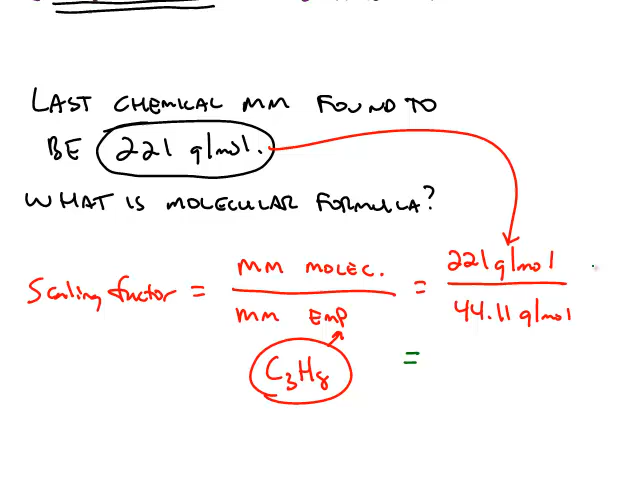 LAST CHEMICAL MM FOUND TO
BE 221 g/mol.
WHAT IS MOLECULAR FORMULA?
Scaling factor = MM MOLEC. / MM EMP = 221 g/mol / 44.11 g/mol
C₃H₈ =